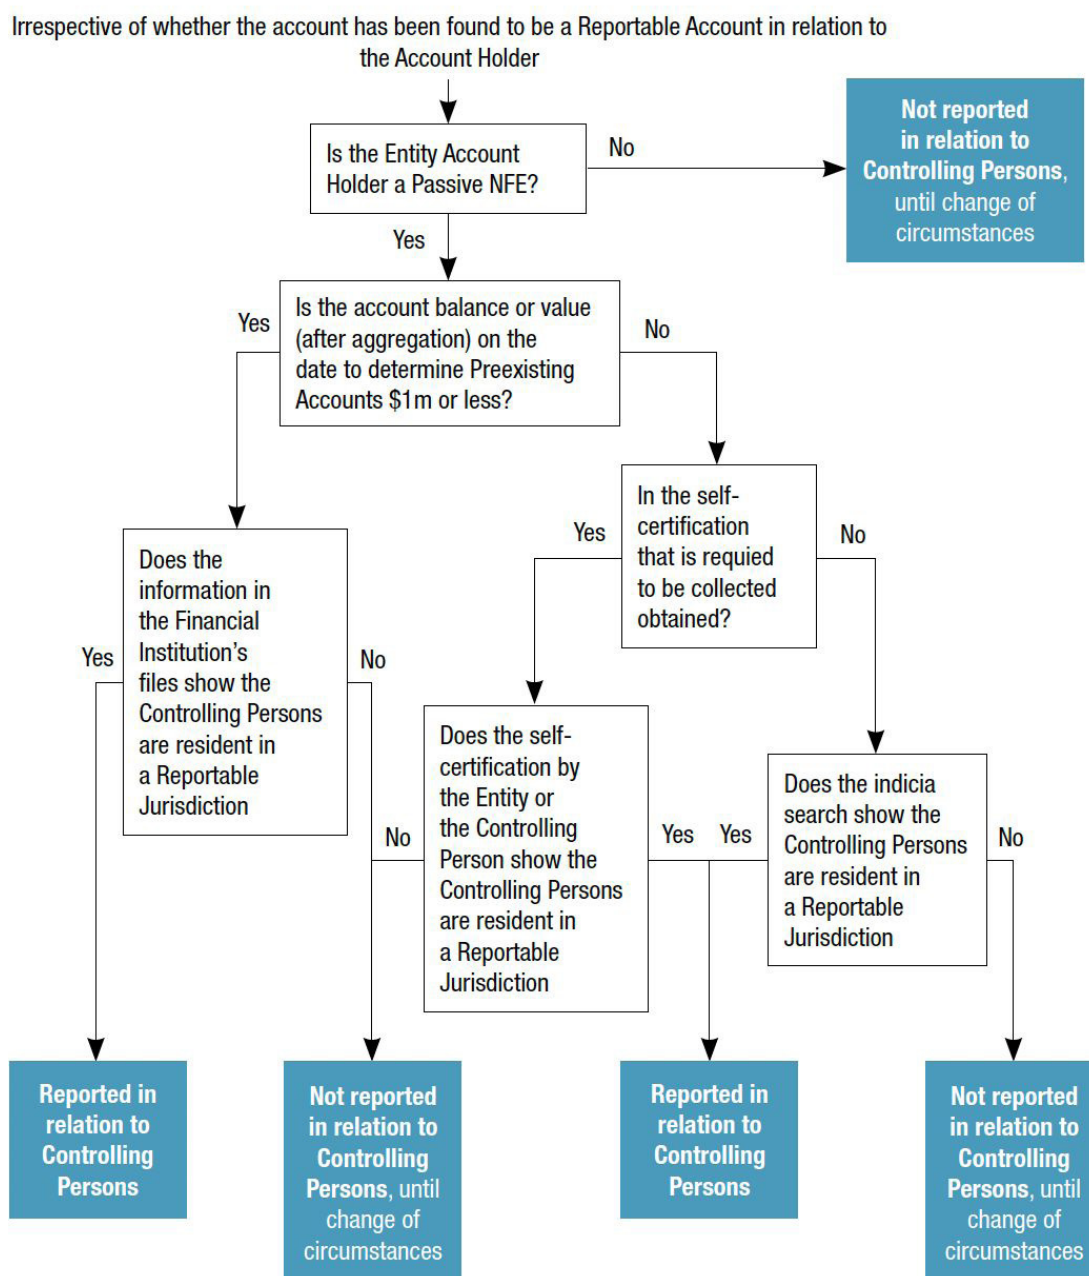 Irrespective of whether the account has been found to be a Reportable Account in relation to
the Account Holder
Is the Entity Account
Holder a Passive NFE?
No
Not reported
in relation to
Controlling Persons,
until change of
circumstances
Yes
Is the account balance or value
(after aggregation) on the
date to determine Preexisting
Accounts $1m or less?
Yes
No
In the self-
certification
that is requied
to be collected
obtained?
Yes
No
Does the
information in
the Financial
Institution's
files show the
Controlling Persons
are resident in
a Reportable
Jurisdiction
Yes
No
Does the self-
certification by
the Entity or
the Controlling
Person show the
Controlling Persons
are resident in
a Reportable
Jurisdiction
No
Yes
Does the indicia
search show the
Controlling Persons
are resident in
a Reportable
Jurisdiction
Yes
No
Reported in
relation to
Controlling
Persons
Not reported
in relation to
Controlling
Persons, until
change of
circumstances
Reported in
relation to
Controlling
Persons
Not reported
in relation to
Controlling
Persons, until
change of
circumstances